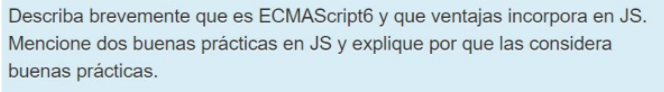 Describa brevemente que es ECMAScript6 y que ventajas incorpora en JS.
Mencione dos buenas prácticas en JS y explique por que las considera
buenas prácticas.